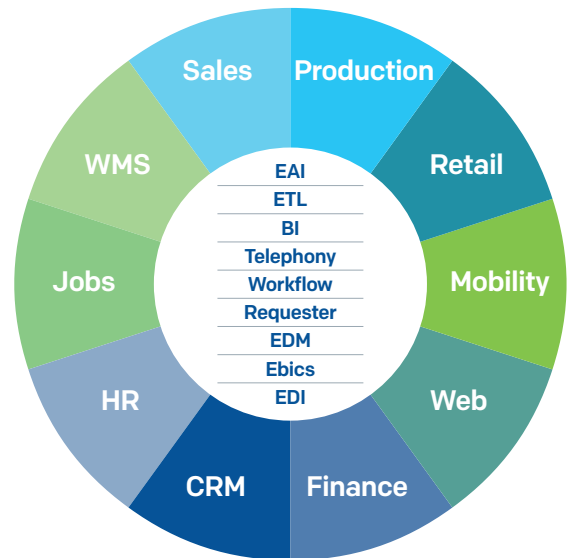 Sales
Production
WMS
Retail
EAI
ETL
BI
Telephony
Workflow
Requester
EDM
Ebics
EDI
Jobs
Mobility
HR
Web
CRM
Finance